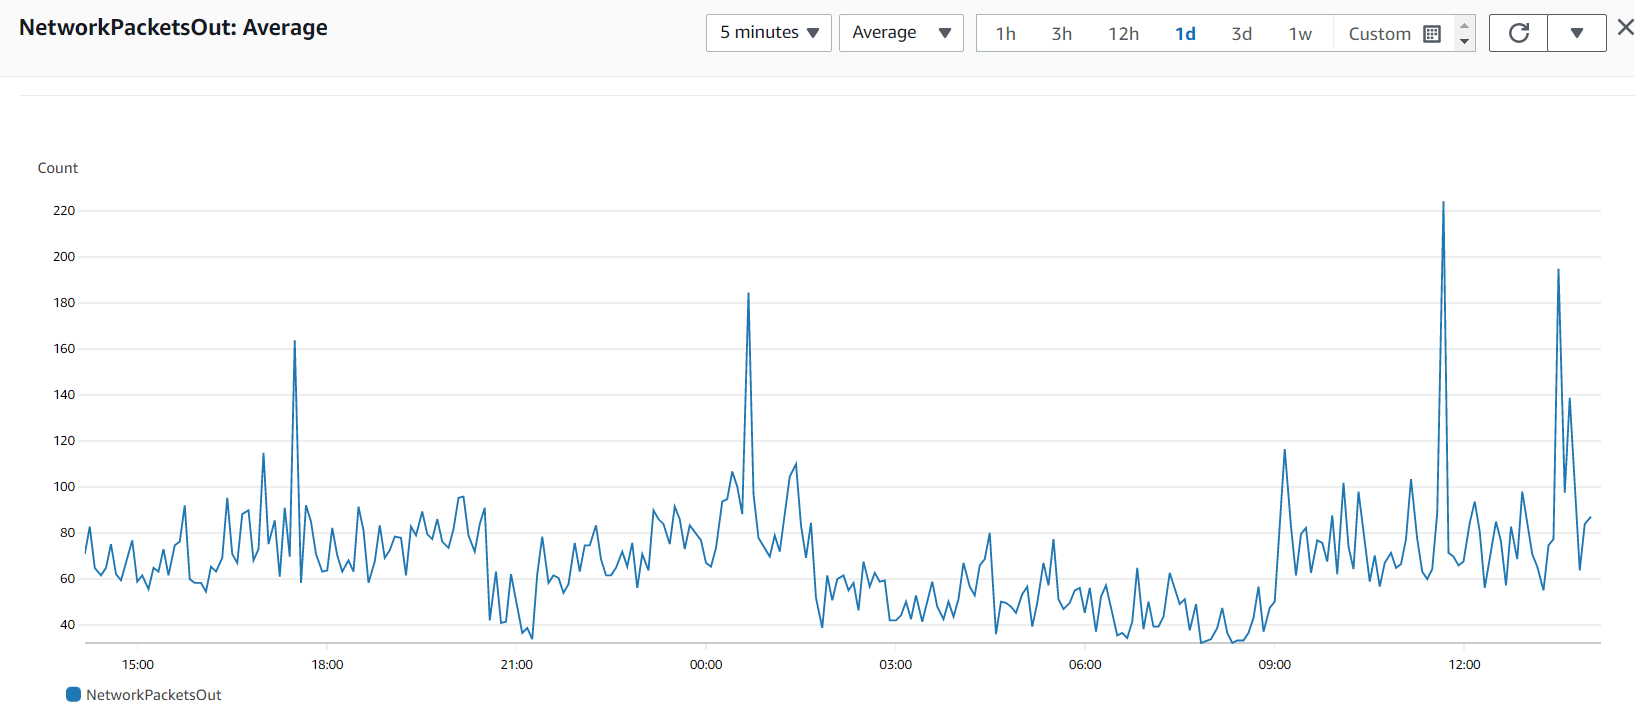 NetworkPacketsOut: Average
5 minutes Average 1h 3h 12h 1d 3d 1w Custom
Count
220
200
180
160
140
120
100
80
60
40
15:00 18:00 21:00 00:00 03:00 06:00 09:00 12:00
NetworkPacketsOut